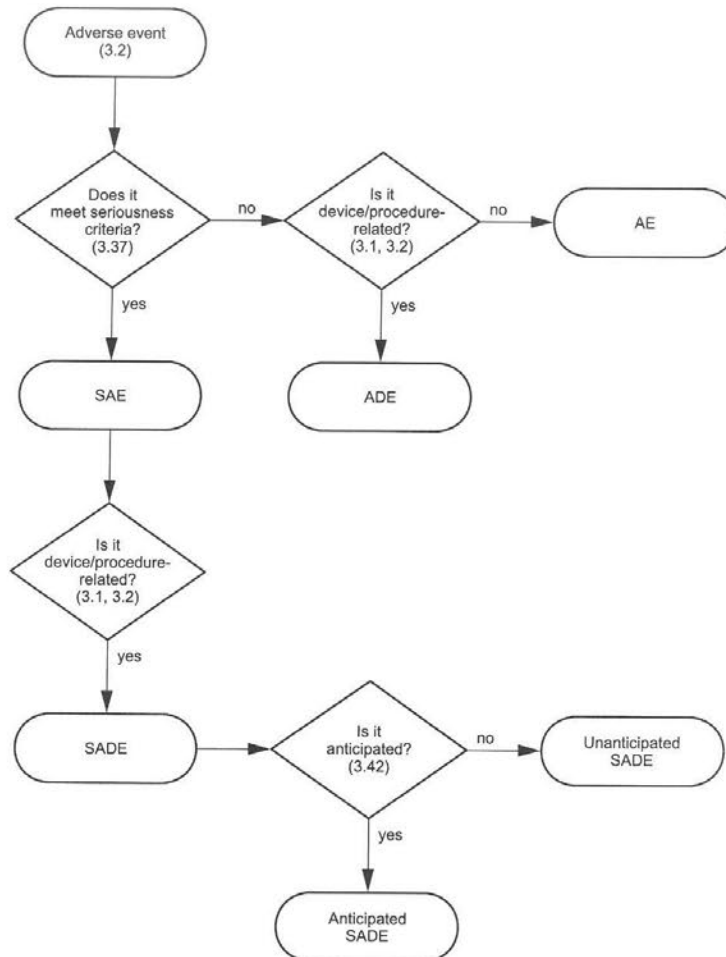 Adverse event
(3.2)
Does it
meet seriousness
criteria?
(3.37)
no
Is it
device/procedure-
related?
(3.1, 3.2)
no
AE
yes
yes
SAE
ADE
Is it
device/procedure-
related?
(3.1, 3.2)
yes
SADE
Is it
anticipated?
(3.42)
no
Unanticipated
SADE
yes
Anticipated
SADE